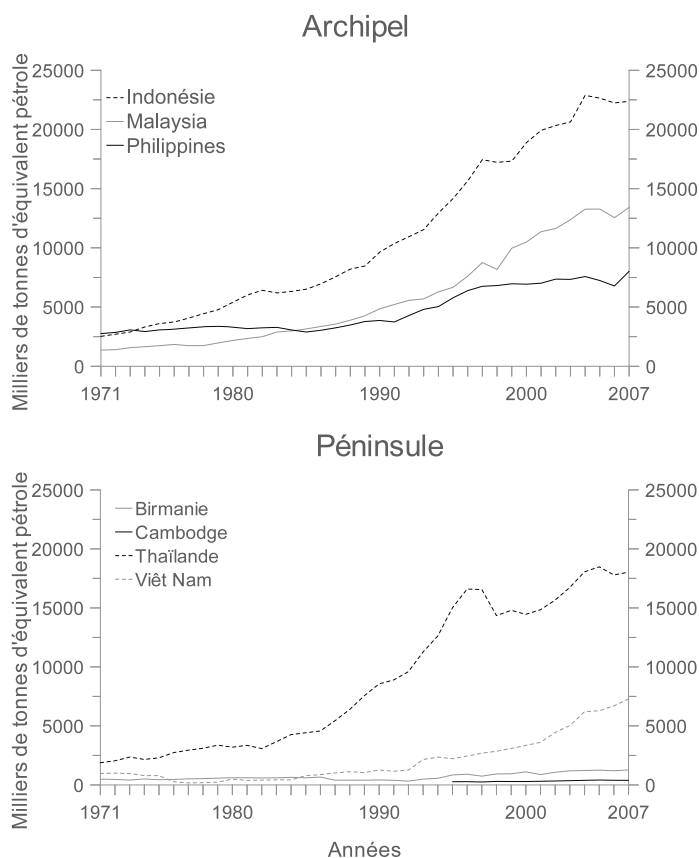 Archipel
Milliers de tonnes d'équivalent pétrole
25000 25000
Indonésie
Malaysia
20000 20000
Philippines
15000 15000
10000 10000
5000 5000
0 0
1971 1980 1990 2000 2007
Péninsule
Milliers de tonnes d'équivalent pétrole
25000 25000
Birmanie
Cambodge
20000 20000
Thaïlande
Viêt Nam
15000 15000
10000 10000
5000 5000
0 0
1971 1980 1990 2000 2007
Années